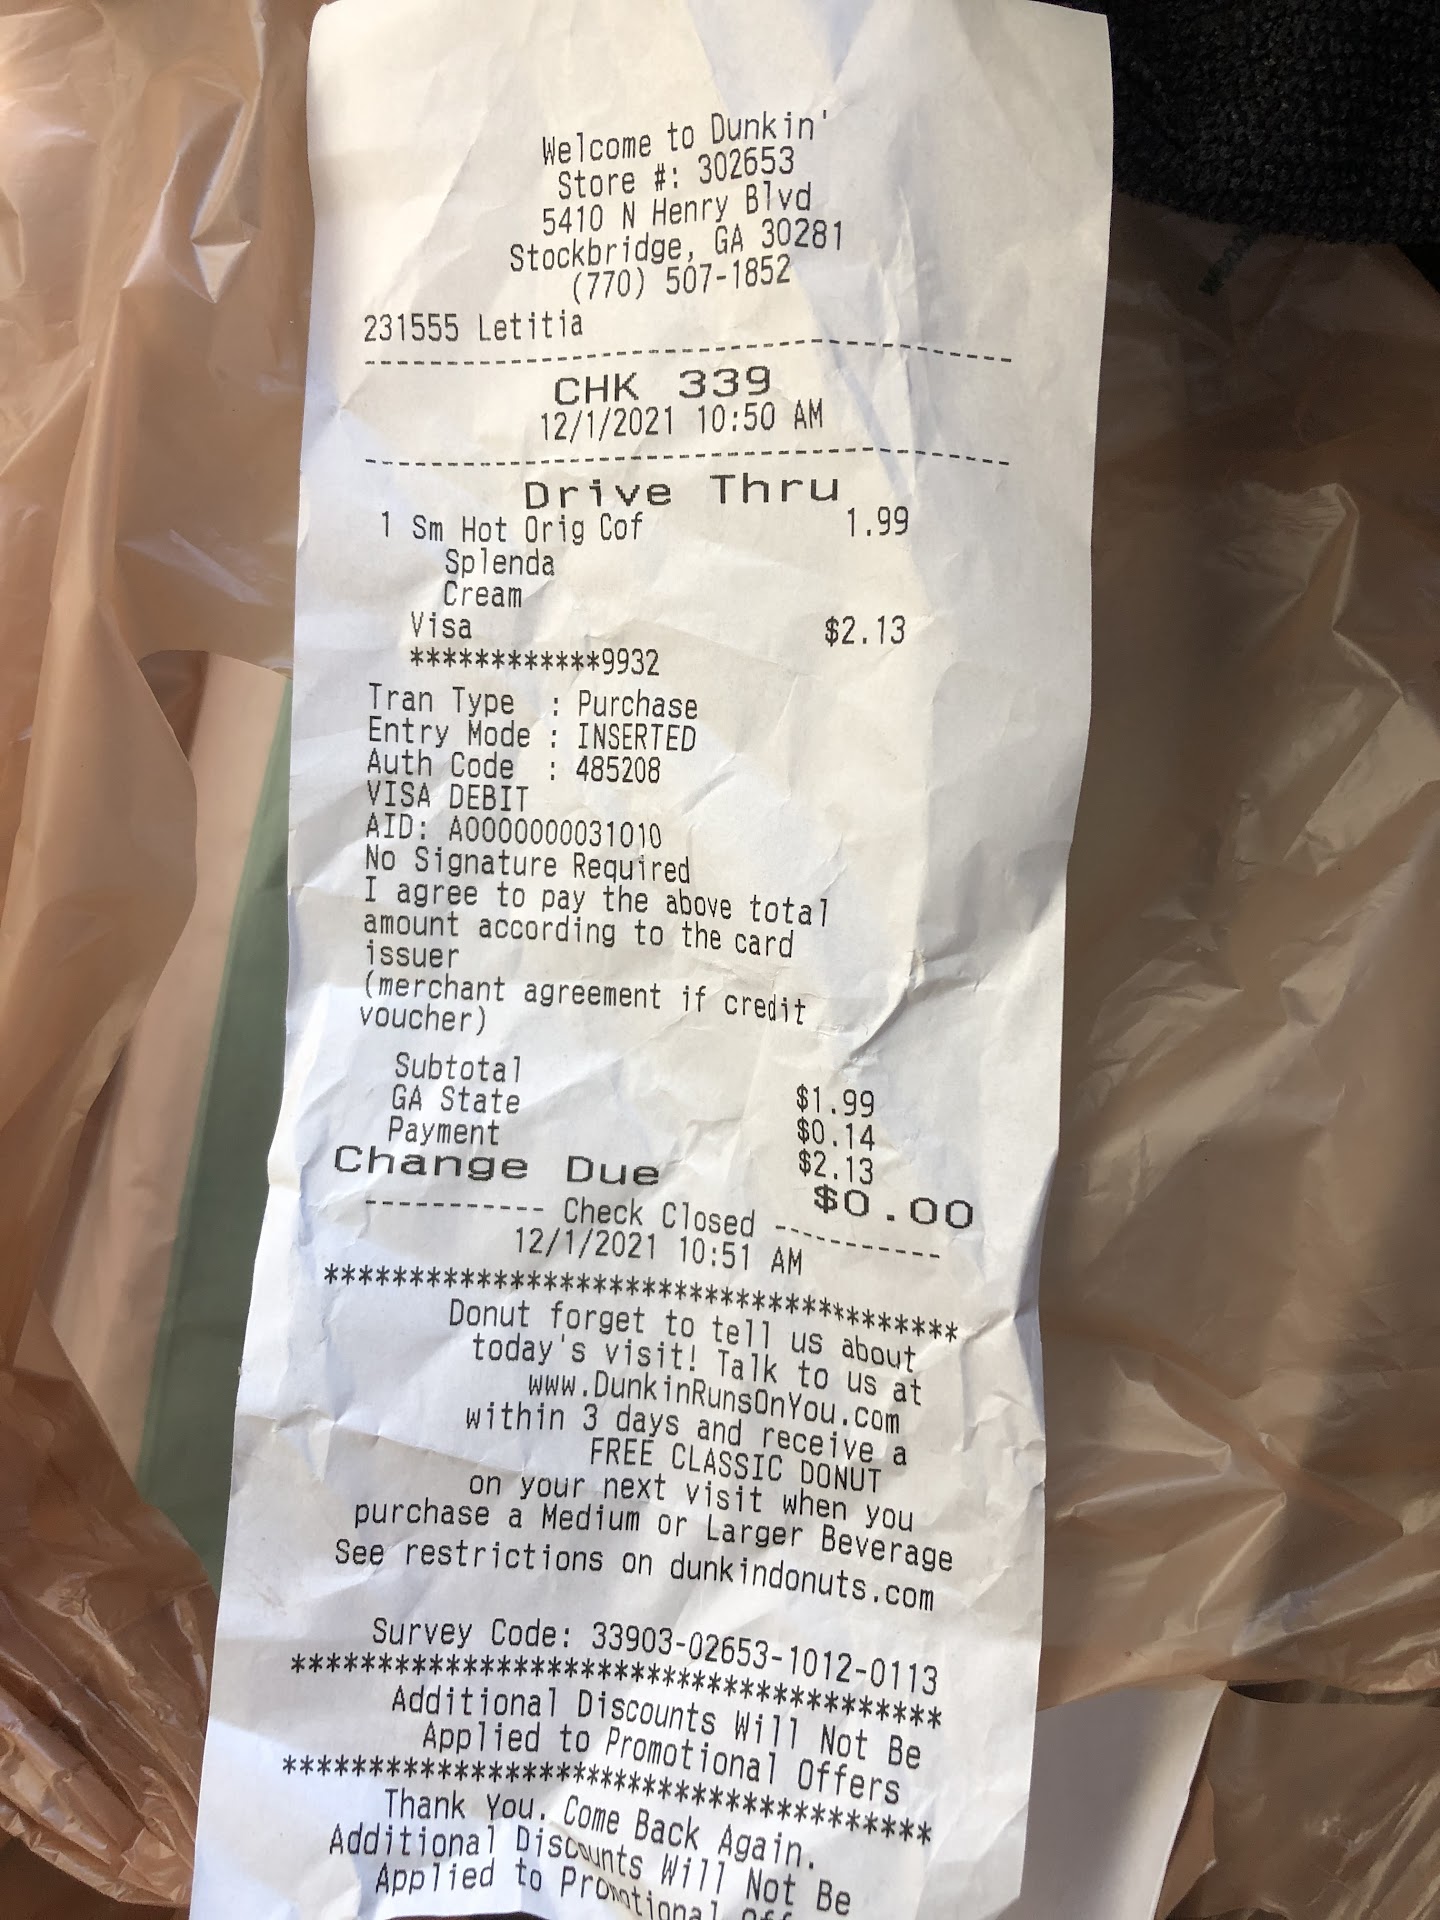 Welcome to Dunkin'
Store #: 302653
5410 N Henry Blvd
Stockbridge, GA 30281
(770) 507-1852
231555 Letitia
----------------------------------------
CHK 339
12/1/2021 10:50 AM
----------------------------------------
Drive Thru
1 Sm Hot Orig Cof 1.99
Splenda
Cream
Visa $2.13
************9932
Tran Type : Purchase
Entry Mode : INSERTED
Auth Code : 485208
VISA DEBIT
AID: A0000000031010
No Signature Required
I agree to pay the above total
amount according to the card
issuer
(merchant agreement if credit
voucher)
Subtotal $1.99
GA State $0.14
Payment $2.13
Change Due $0.00
----------- Check Closed -----------
12/1/2021 10:51 AM
****************************************
Donut forget to tell us about
today's visit! Talk to us at
www.DunkinRunsOnYou.com
within 3 days and receive a
FREE CLASSIC DONUT
on your next visit when you
purchase a Medium or Larger Beverage
See restrictions on dunkindonuts.com
Survey Code: 33903-02653-1012-0113
****************************************
Additional Discounts Will Not Be
Applied to Promotional Offers
****************************************
Thank You. Come Back Again.
Additional Discounts Will Not Be
Applied to Promotional